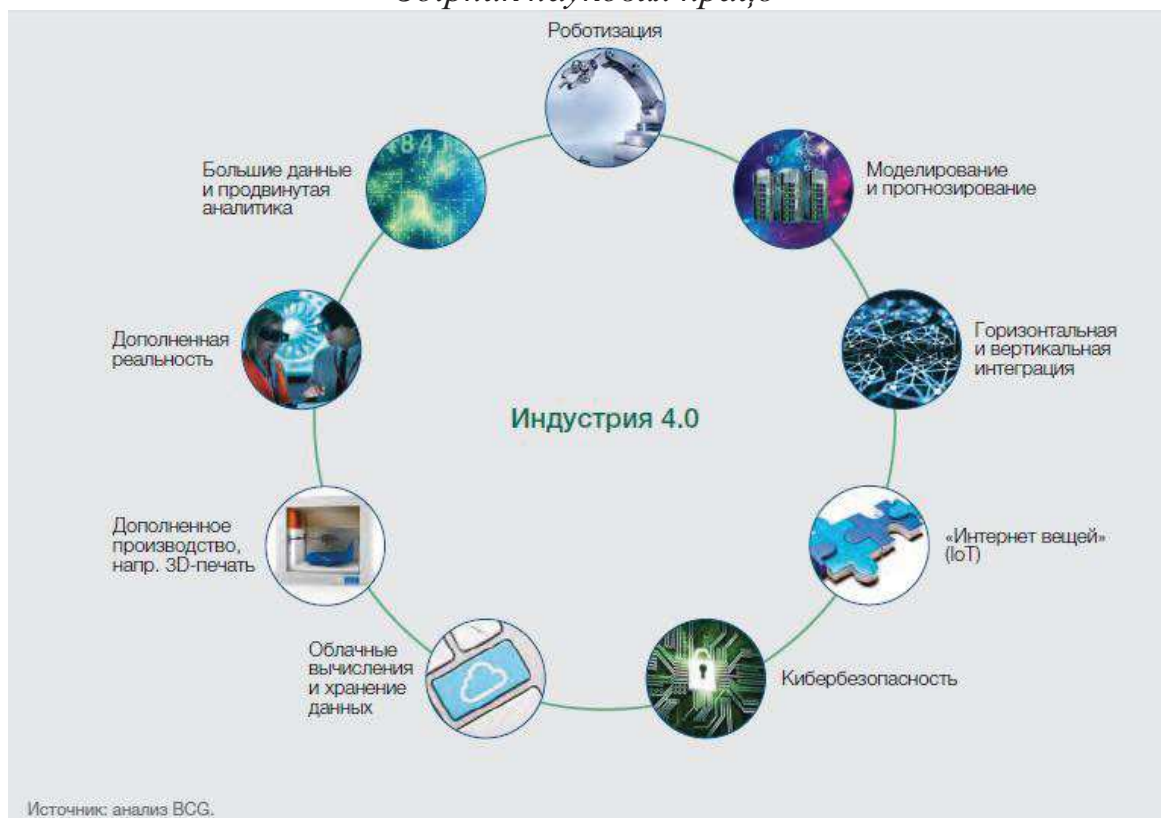 Роботизация
Большие данные
и продвинутая
аналитика
Моделирование
и прогнозирование
Дополненная
реальность
Горизонтальная
и вертикальная
интеграция
Индустрия 4.0
Дополненное
производство,
напр. 3D-печать
«Интернет вещей»
(IoT)
Облачные
вычисления
и хранение
данных
Кибербезопасность
Источник: анализ BCG.